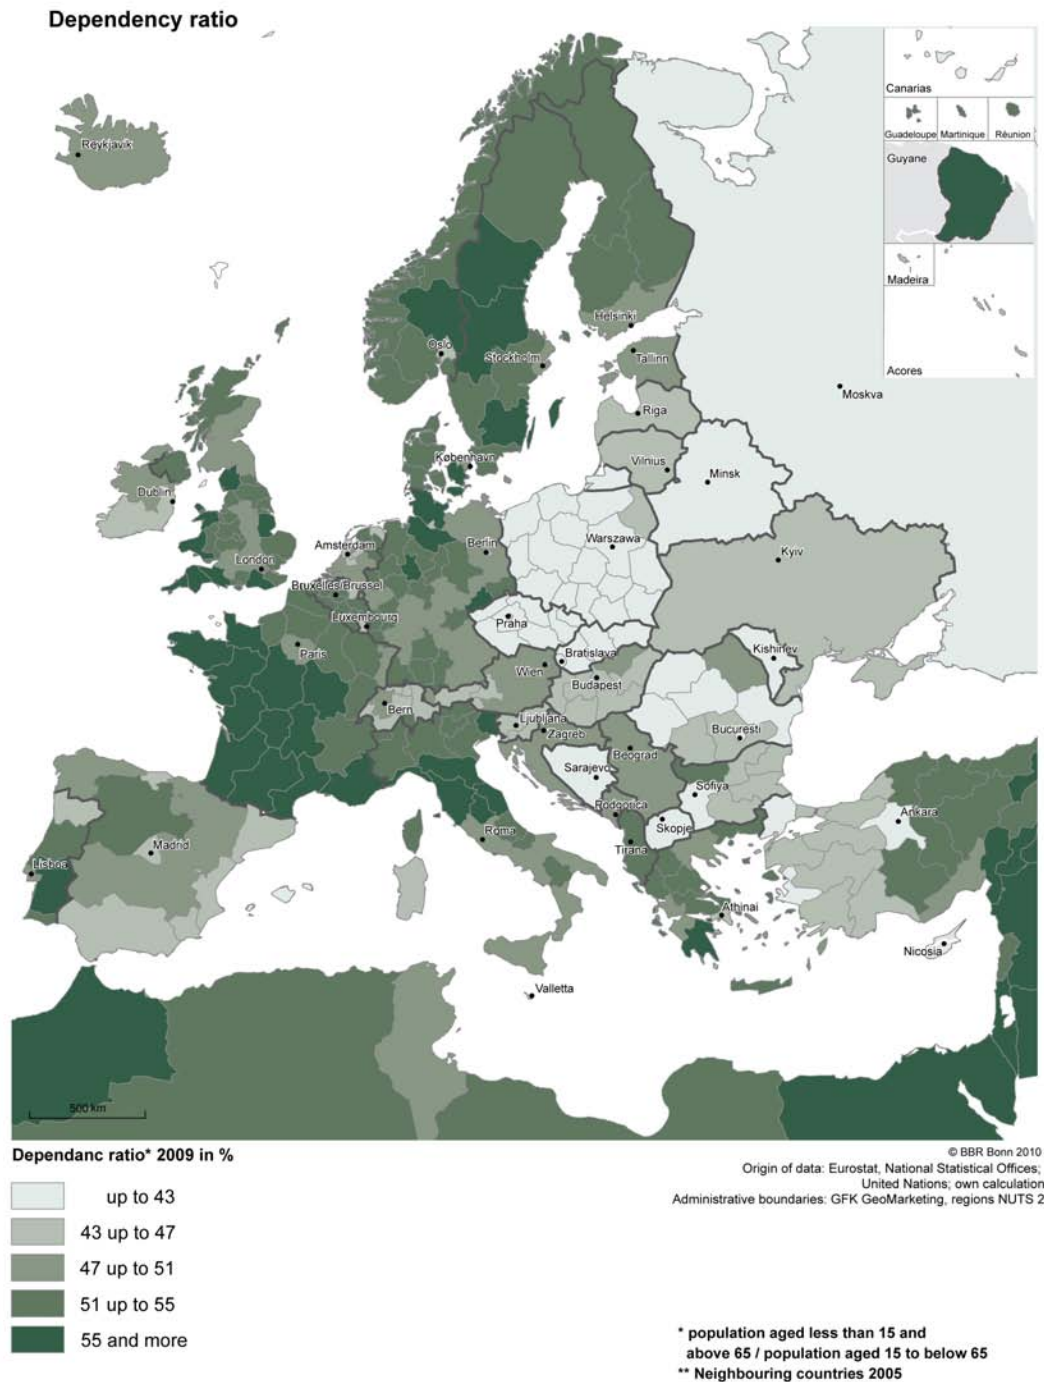 Dependency ratio
Canarias
Guadeloupe
Martinique
Réunion
Guyane
Madeira
Acores
Reykjavik
Helsinki
Oslo
Stockholm
Tallinn
Moskva
Riga
København
Vilnius
Minsk
Dublin
Amsterdam
Berlin
Warszawa
London
Kyiv
Bruxelles/Brussel
Luxembourg
Praha
Paris
Bratislava
Kishinev
Wien
Budapest
Bern
Ljubljana
Zagreb
Bucuresti
Beograd
Sarajevo
Sofiya
Podgorica
Skopje
Ankara
Roma
Madrid
Tirana
Lisboa
Athinai
Nicosia
Valletta
500 km
Dependanc ratio* 2009 in %
up to 43
43 up to 47
47 up to 51
51 up to 55
55 and more
© BBR Bonn 2010
Origin of data: Eurostat, National Statistical Offices;
United Nations; own calculation
Administrative boundaries: GFK GeoMarketing, regions NUTS 2
* population aged less than 15 and
above 65 / population aged 15 to below 65
** Neighbouring countries 2005